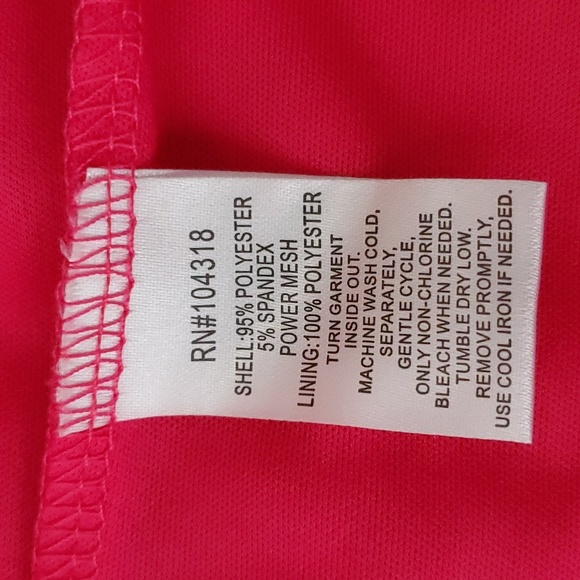 RN#104318
SHELL:95% POLYESTER
5% SPANDEX
POWER MESH
LINING:100% POLYESTER
TURN GARMENT
INSIDE OUT.
MACHINE WASH COLD,
SEPARATELY,
GENTLE CYCLE,
ONLY NON-CHLORINE
BLEACH WHEN NEEDED.
TUMBLE DRY LOW.
REMOVE PROMPTLY,
USE COOL IRON IF NEEDED.